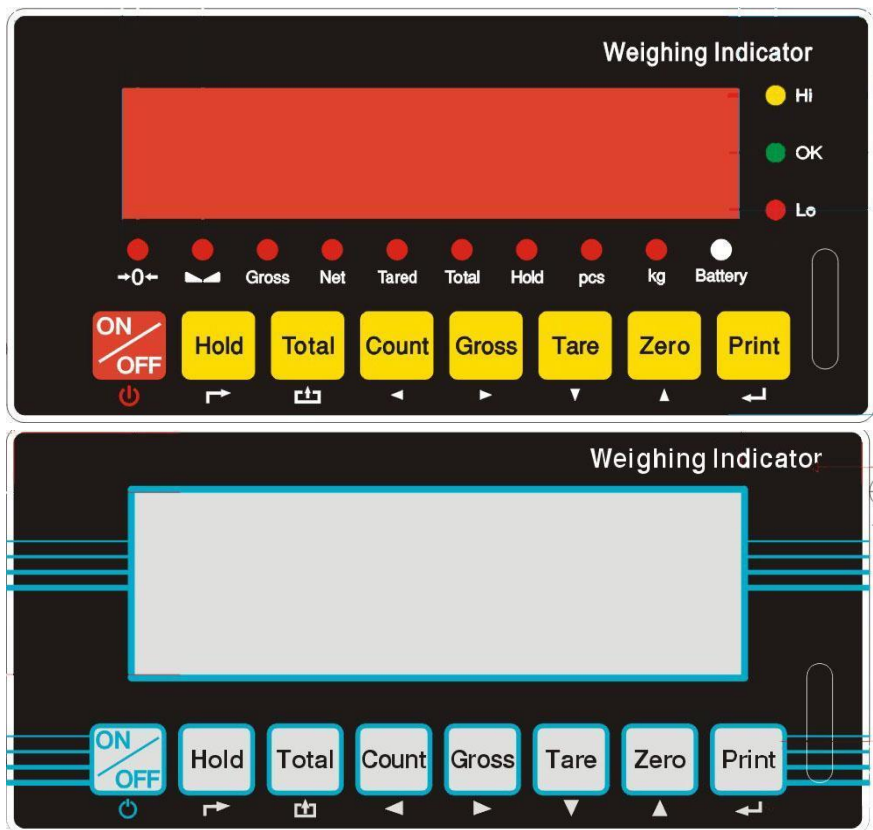 Weighing Indicator
Hi
OK
Lo
→0← Gross Net Tared Total Hold pcs kg Battery
ON
OFF Hold Total Count Gross Tare Zero Print
Weighing Indicator
ON
OFF Hold Total Count Gross Tare Zero Print